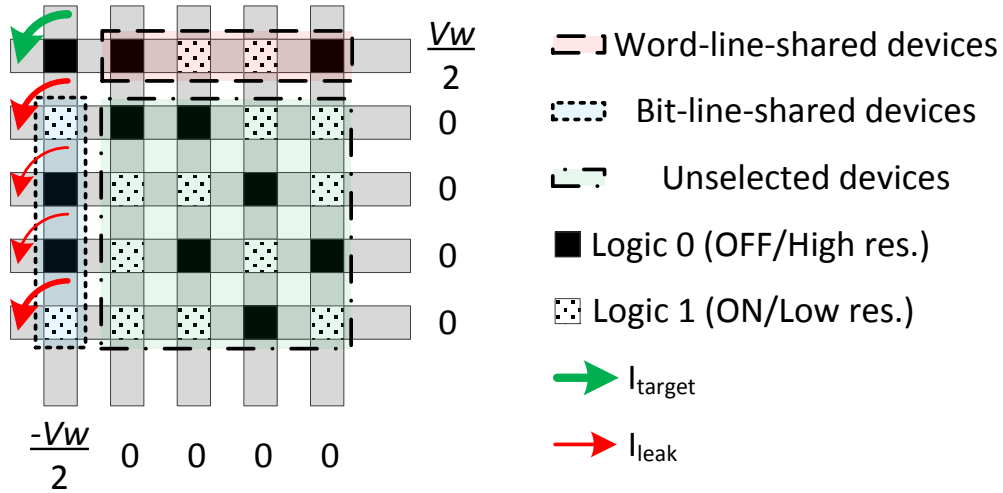 Vw
2
0
0
0
0
-Vw
2
0 0 0 0
Word-line-shared devices
Bit-line-shared devices
Unselected devices
Logic 0 (OFF/High res.)
Logic 1 (ON/Low res.)
Itarget
Ileak